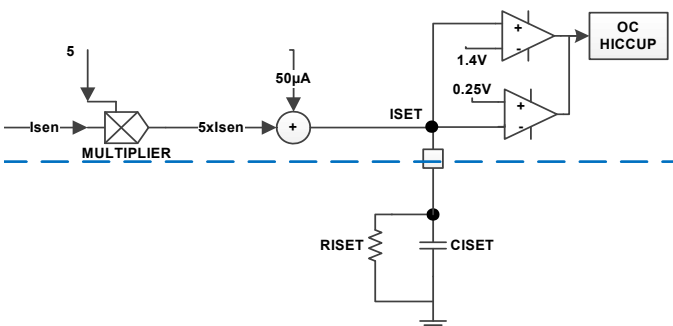 OC
HICCUP
+
-
1.4V
5
50µA
0.25V
+
-
ISET
Isen
5xIsen
+
MULTIPLIER
RISET
CISET